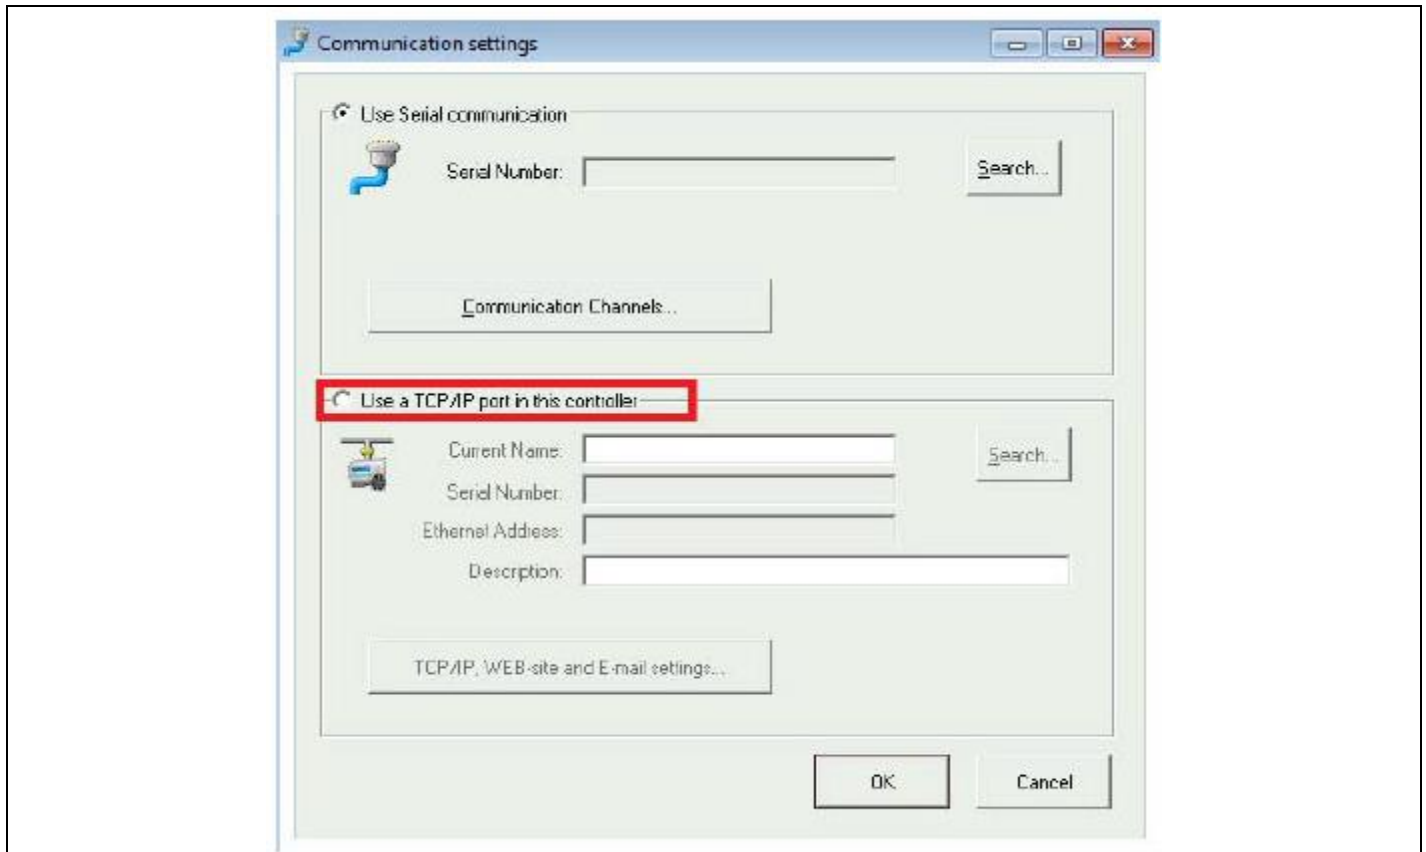 Communication settings
Use Serial communication
Serial Number:
Search...
Communication Channels...
Use a TCP/IP port in this controller
Current Name:
Search...
Serial Number:
Ethernet Address:
Description:
TCP/IP, WEB-site and E-mail settings...
OK
Cancel